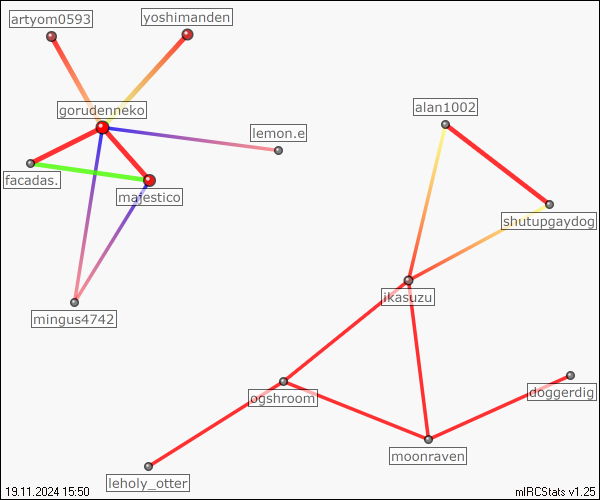 artyom0593
yoshimanden
gorudenneko
alan1002
lemon.e
facadas.
majestico
shutupgaydog
ikasuzu
mingus4742
doggerdig
ogshroom
moonraven
leholy_otter
19.11.2024 15:50
mIRCStats v1.25